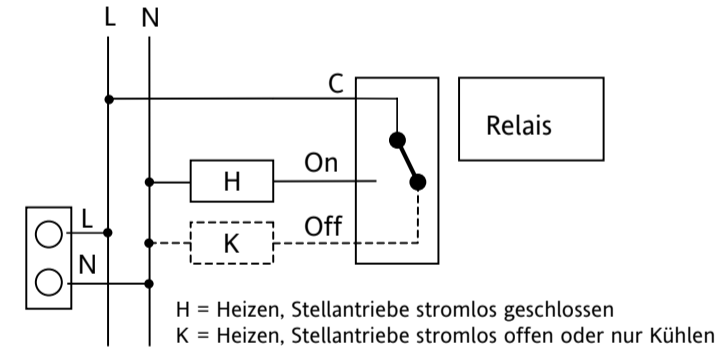 L N
C
Relais
On
H
Off
K
L
N
H = Heizen, Stellantriebe stromlos geschlossen
K = Heizen, Stellantriebe stromlos offen oder nur Kühlen